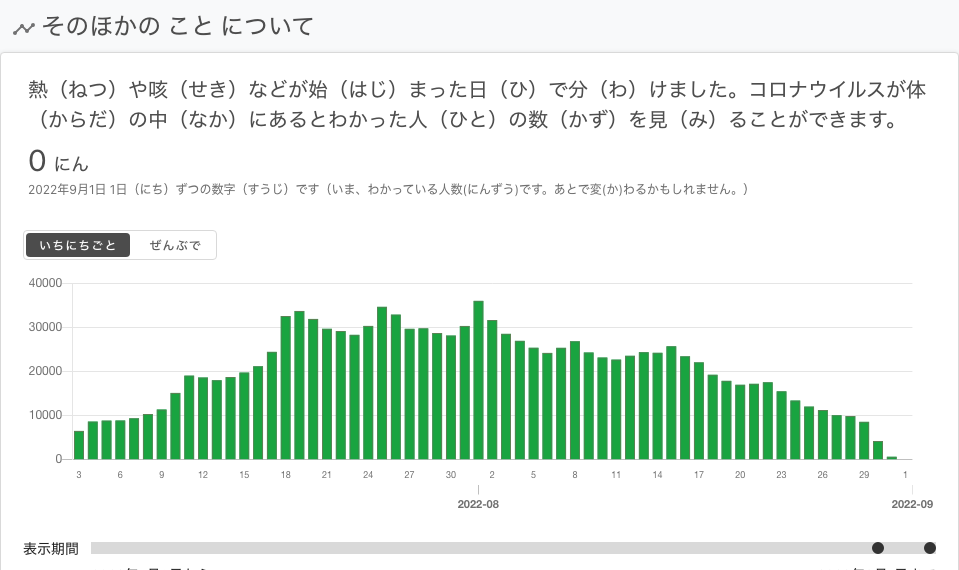 そのほかの こと について
熱（ねつ）や咳（せき）などが始（はじ）まった日（ひ）で分（わ）けました。コロナウイルスが体
（からだ）の中（なか）にあるとわかった人（ひと）の数（かず）を見（み）ることができます。
0 にん
2022年9月1日 1日（にち）ずつの数字（すうじ）です（いま、わかっている人数(にんずう)です。あとで変(か)わるかもしれません。）
いちにちごと ぜんぶで
40000
30000
20000
10000
0
3 6 9 12 15 18 21 24 27 30 2 5 8 11 14 17 20 23 26 29 1
2022-08 2022-09
表示期間